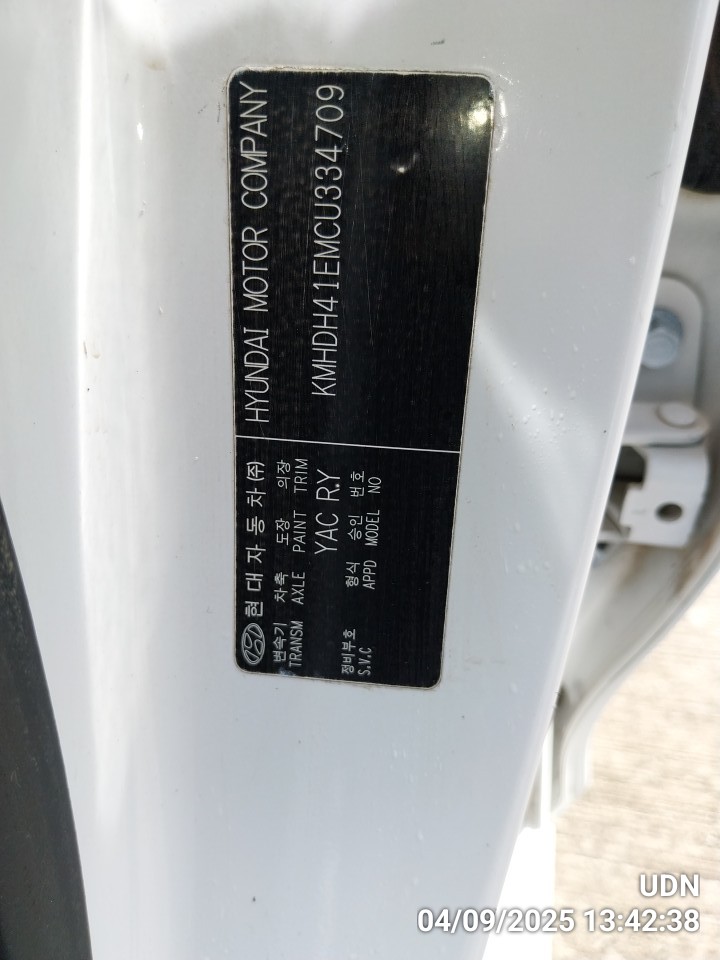 현대자동차(주) HYUNDAI MOTOR COMPANY
변속기 차축 도장 의장
TRANSM AXLE PAINT TRIM
KMHDH41EMCU334709
YAC R.Y
정비부호 형식 승인 번호
S.V.C APPD MODEL NO
UDN
04/09/2025 13:42:38